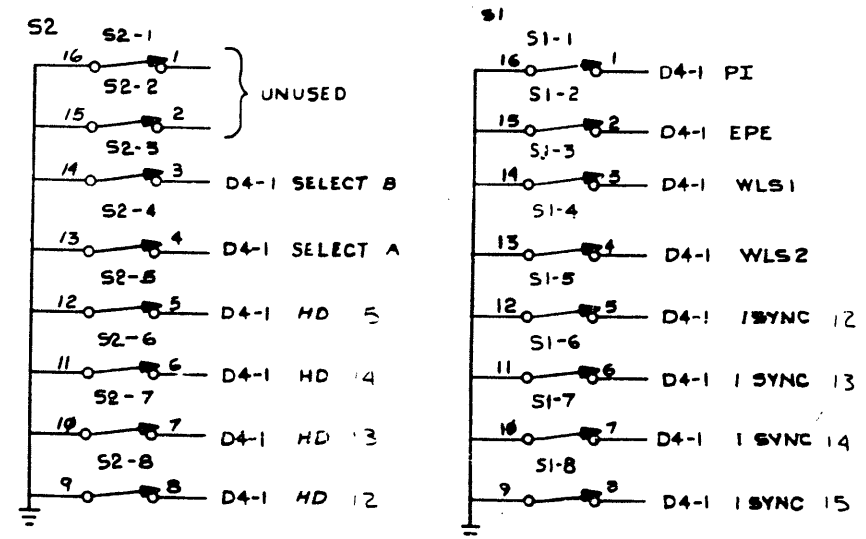 S2
S2-1
16 1
S2-2
UNUSED
15 2
S2-3
14 3 D4-1 SELECT B
S2-4
13 4 D4-1 SELECT A
S2-5
12 5 D4-1 HD 5
S2-6
11 6 D4-1 HD 4
S2-7
10 7 D4-1 HD 3
S2-8
9 8 D4-1 HD 2
S1
S1-1
16 1 D4-1 PI
S1-2
15 2 D4-1 EPE
S1-3
14 3 D4-1 WLS1
S1-4
13 4 D4-1 WLS2
S1-5
12 5 D4-1 1SYNC 12
S1-6
11 6 D4-1 1 SYNC 13
S1-7
10 7 D4-1 1 SYNC 14
S1-8
9 8 D4-1 1 SYNC 15